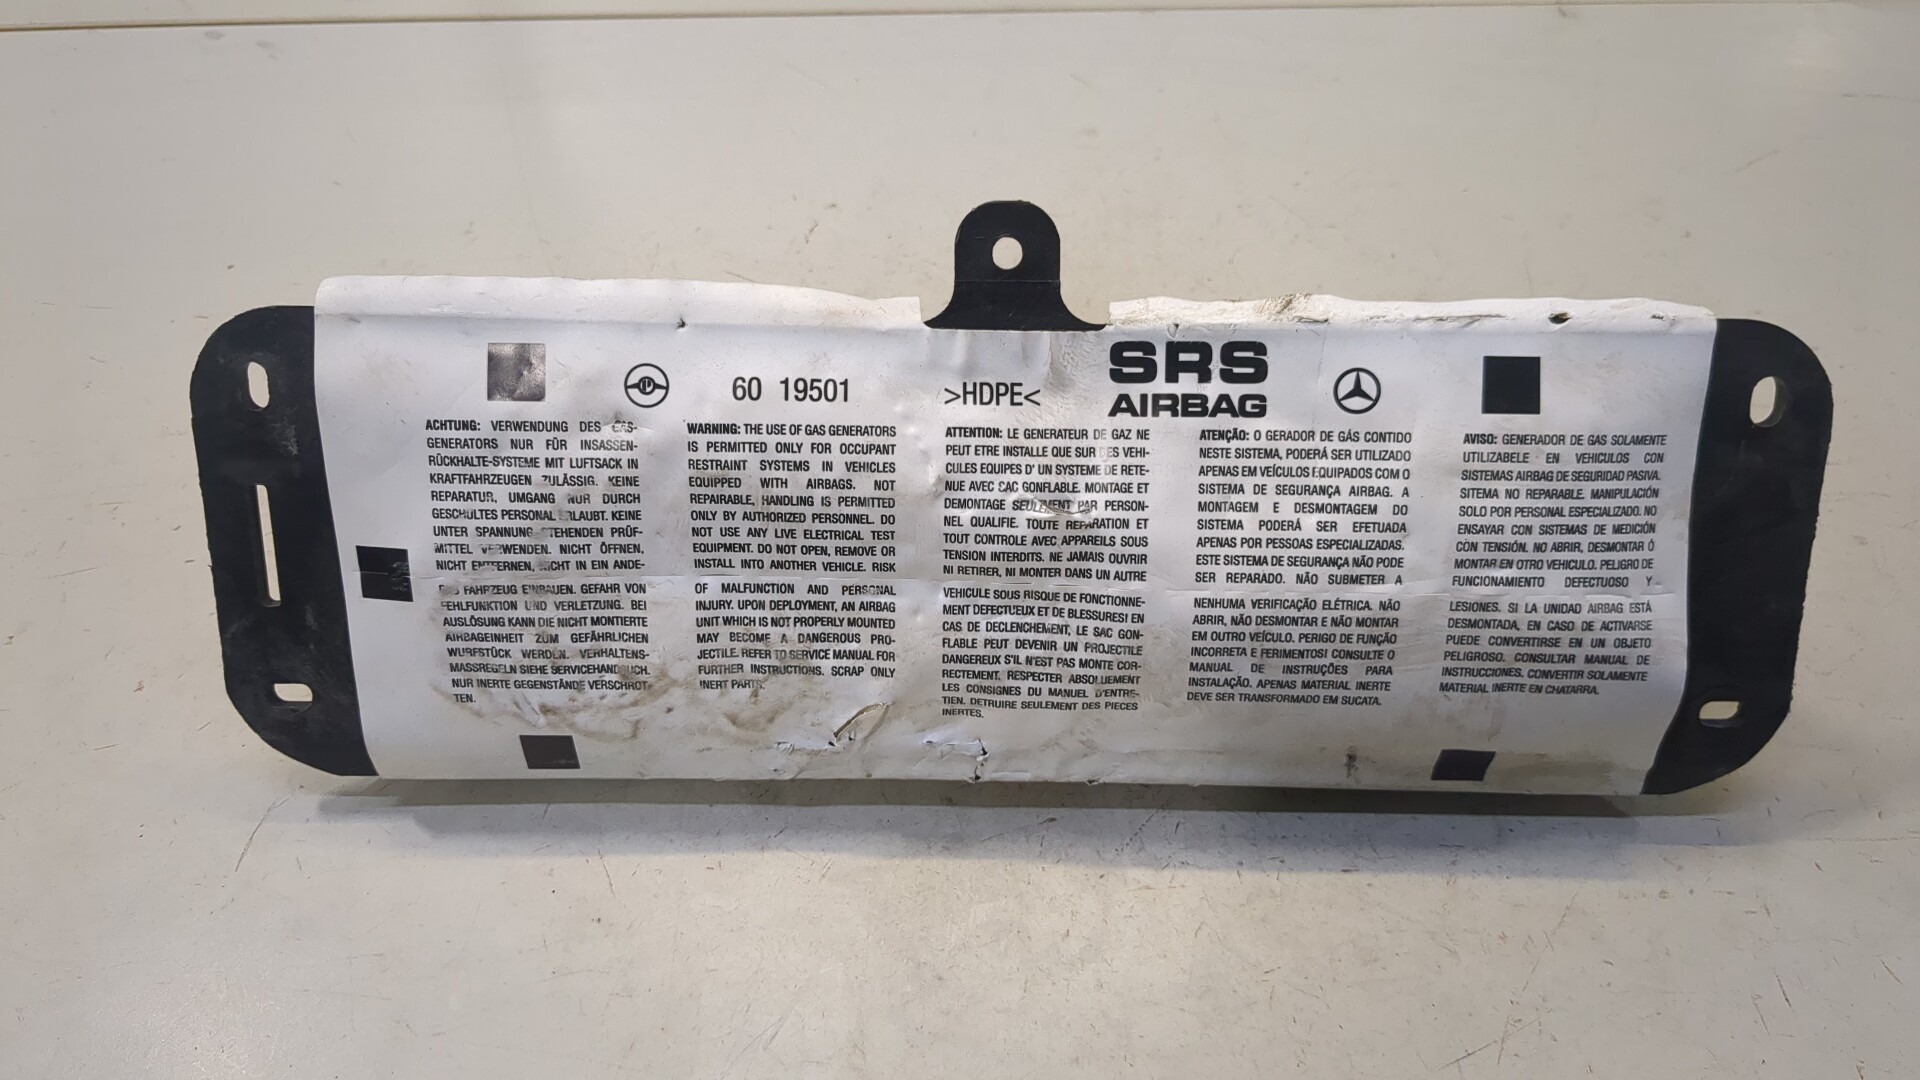 60 19501
>HDPE<
SRS
AIRBAG
ACHTUNG: VERWENDUNG DES GAS-
GENERATORS NUR FÜR INSASSEN-
RÜCKHALTE-SYSTEME MIT LUFTSACK IN
KRAFTFAHRZEUGEN ZULÄSSIG. KEINE
REPARATUR, UMGANG NUR DURCH
GESCHULTES PERSONAL ERLAUBT. KEINE
UNTER SPANNUNG STEHENDEN PRÜF-
MITTEL VERWENDEN. NICHT ÖFFNEN,
NICHT ENTFERNEN, NICHT IN EIN ANDE-
FAHRZEUG EINBAUEN. GEFAHR VON
FEHLFUNKTION UND VERLETZUNG. BEI
AUSLÖSUNG KANN DIE NICHT MONTIERTE
AIRBAGEINHEIT ZUM GEFÄHRLICHEN
WURFSTÜCK WERDEN. VERHALTENS-
MASSREGELN SIEHE SERVICEHANDBUCH.
NUR INERTE GEGENSTÄNDE VERSCHROT-
TEN.
WARNING: THE USE OF GAS GENERATORS
IS PERMITTED ONLY FOR OCCUPANT
RESTRAINT SYSTEMS IN VEHICLES
EQUIPPED WITH AIRBAGS. NOT
REPAIRABLE, HANDLING IS PERMITTED
ONLY BY AUTHORIZED PERSONNEL. DO
NOT USE ANY LIVE ELECTRICAL TEST
EQUIPMENT. DO NOT OPEN, REMOVE OR
INSTALL INTO ANOTHER VEHICLE. RISK
OF MALFUNCTION AND PERSONAL
INJURY. UPON DEPLOYMENT, AN AIRBAG
UNIT WHICH IS NOT PROPERLY MOUNTED
MAY BECOME A DANGEROUS PRO-
JECTILE. REFER TO SERVICE MANUAL FOR
FURTHER INSTRUCTIONS. SCRAP ONLY
INERT PARTS.
ATTENTION: LE GENERATEUR DE GAZ NE
PEUT ETRE INSTALLE QUE SUR DES VEHI-
CULES EQUIPES D' UN SYSTEME DE RETE-
NUE AVEC SAC GONFLABLE. MONTAGE ET
DEMONTAGE SEULEMENT PAR PERSON-
NEL QUALIFIE. TOUTE REPARATION ET
TOUT CONTROLE AVEC APPAREILS SOUS
TENSION INTERDITS. NE JAMAIS OUVRIR
NI RETIRER, NI MONTER DANS UN AUTRE
VEHICULE SOUS RISQUE DE FONCTIONNE-
MENT DEFECTUEUX ET DE BLESSURES! EN
CAS DE DECLENCHEMENT, LE SAC GON-
FLABLE PEUT DEVENIR UN PROJECTILE
DANGEREUX S'IL N'EST PAS MONTE COR-
RECTEMENT. RESPECTER ABSOLUEMENT
LES CONSIGNES DU MANUEL D'ENTRE-
TIEN. DETRUIRE SEULEMENT DES PIECES
INERTES.
ATENÇÃO: O GERADOR DE GÁS CONTIDO
NESTE SISTEMA, PODERÁ SER UTILIZADO
APENAS EM VEÍCULOS EQUIPADOS COM O
SISTEMA DE SEGURANÇA AIRBAG. A
MONTAGEM E DESMONTAGEM DO
SISTEMA PODERÁ SER EFETUADA
APENAS POR PESSOAS ESPECIALIZADAS.
ESTE SISTEMA DE SEGURANÇA NÃO PODE
SER REPARADO. NÃO SUBMETER A
NENHUMA VERIFICAÇÃO ELÉTRICA. NÃO
ABRIR, NÃO DESMONTAR E NÃO MONTAR
EM OUTRO VEÍCULO. PERIGO DE FUNÇÃO
INCORRETA E FERIMENTOS! CONSULTE O
MANUAL DE INSTRUÇÕES PARA
INSTALAÇÃO. APENAS MATERIAL INERTE
DEVE SER TRANSFORMADO EM SUCATA.
AVISO: GENERADOR DE GAS SOLAMENTE
UTILIZABELE EN VEHICULOS CON
SISTEMAS AIRBAG DE SEGURIDAD PASIVA.
SITEMA NO REPARABLE. MANIPULACIÓN
SOLO POR PERSONAL ESPECIALIZADO. NO
ENSAYAR CON SISTEMAS DE MEDICIÓN
CON TENSIÓN. NO ABRIR, DESMONTAR Ó
MONTAR EN OTRO VEHICULO. PELIGRO DE
FUNCIONAMIENTO DEFECTUOSO Y
LESIONES. SI LA UNIDAD AIRBAG ESTÁ
DESMONTADA, EN CASO DE ACTIVARSE
PUEDE CONVERTIRSE EN UN OBJETO
PELIGROSO. CONSULTAR MANUAL DE
INSTRUCCIONES. CONVERTIR SOLAMENTE
MATERIAL INERTE EN CHATARRA.